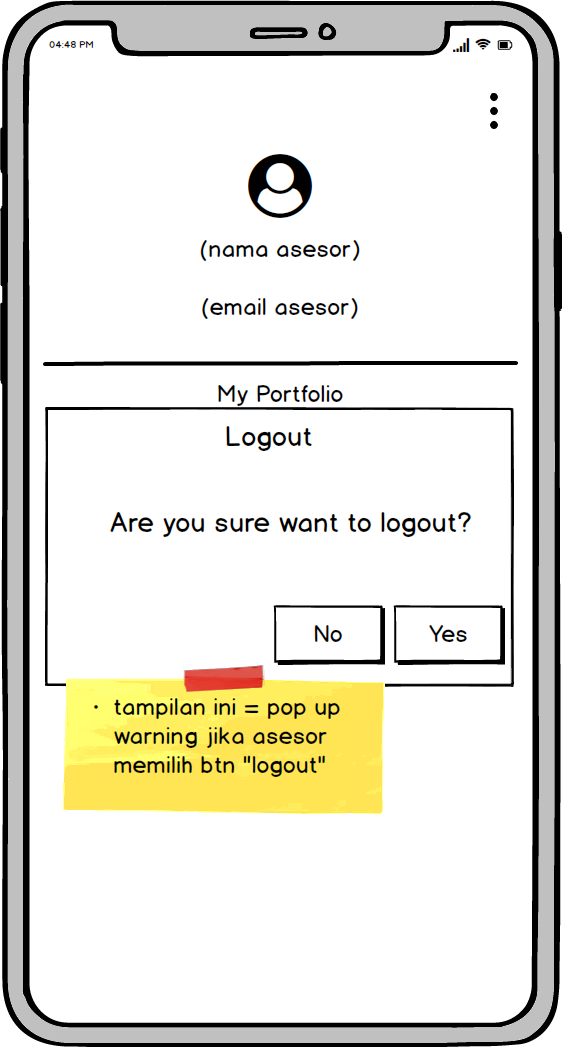 04:48 PM
(nama asesor)
(email asesor)
My Portfolio
Logout
Are you sure want to logout?
No
Yes
• tampilan ini = pop up
warning jika asesor
memilih btn "logout"